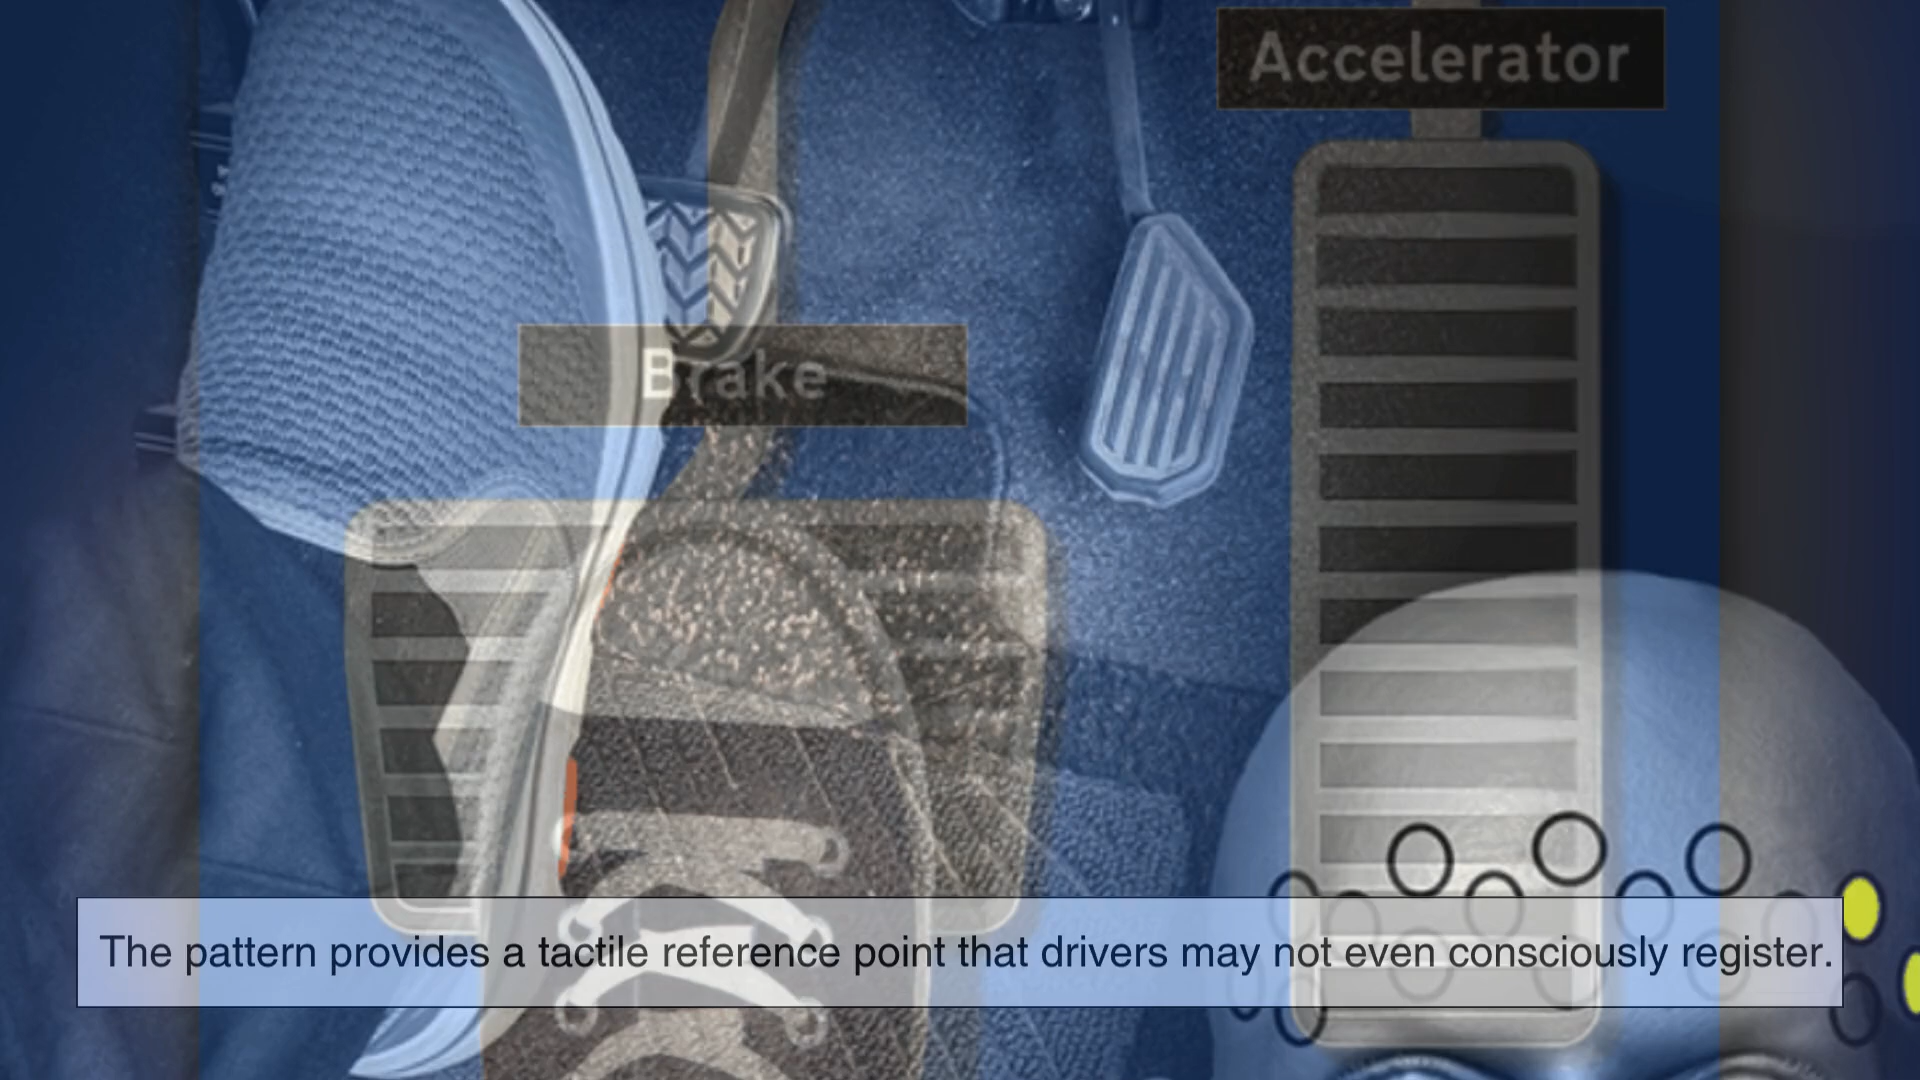 Accelerator
Brake
The pattern provides a tactile reference point that drivers may not even consciously register.